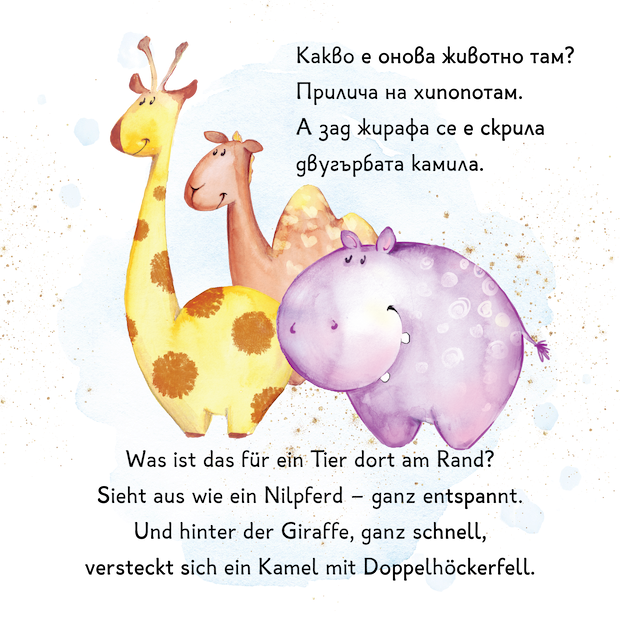 Какво е онова животно там?
Прилича на хипопотам.
А зад жирафа се е скрила
двугърбата камила.
Was ist das für ein Tier dort am Rand?
Sieht aus wie ein Nilpferd – ganz entspannt.
Und hinter der Giraffe, ganz schnell,
versteckt sich ein Kamel mit Doppelhöckerfell.